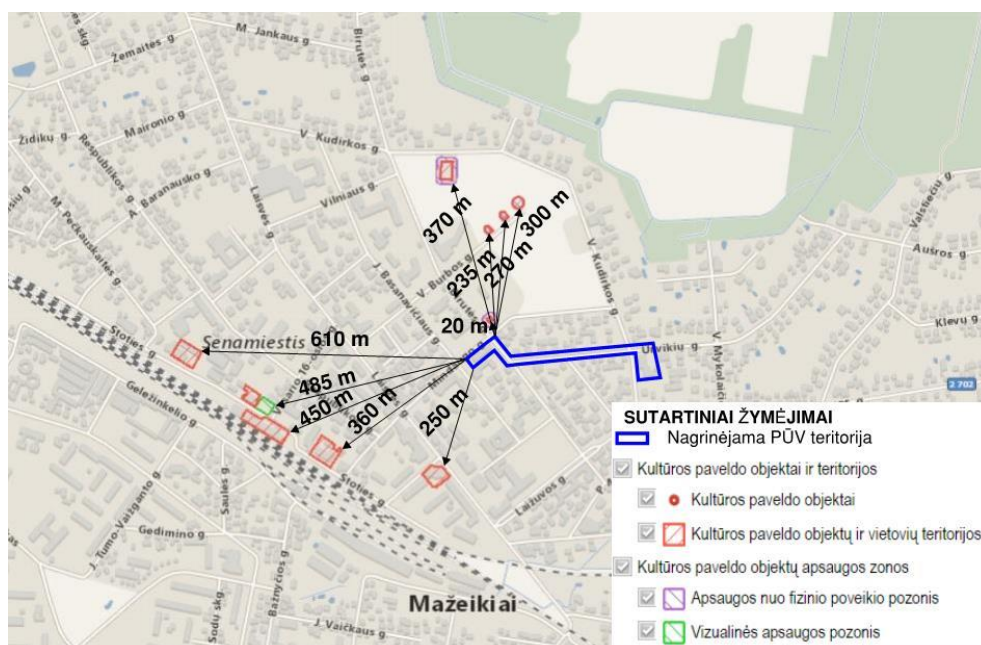 M. Jankaus g
Birutės g
Žemaitės g
Židikų g
Maironio g
V. Kudirkos g
Respublikos g
A. Baranausko g
Laisvės g
Vilniaus g
M. Pečkauskaitės g
Valstiečių g
Aušros g
370 m
300 m
235 m
270 m
V. Burbos g
V. Kudirkos g
J. Basanavičiaus g
20 m
Klevų g
Stoties g
Senamiestis
610 m
Urvikių g
V. Mykolaičio
2 702
485 m
450 m
360 m
250 m
Geležinkelio g
Stoties g
Laižuvos g
Saulės g
J. Tumo-Vaižganto g
Gedimino g
Bažnyčios g
Sodų skg
J. Vaičkaus g
Mažeikiai
SUTARTINIAI ŽYMĖJIMAI
Nagrinėjama PŪV teritorija
Kultūros paveldo objektai ir teritorijos
Kultūros paveldo objektai
Kultūros paveldo objektų ir vietovių teritorijos
Kultūros paveldo objektų apsaugos zonos
Apsaugos nuo fizinio poveikio pozonis
Vizualinės apsaugos pozonis